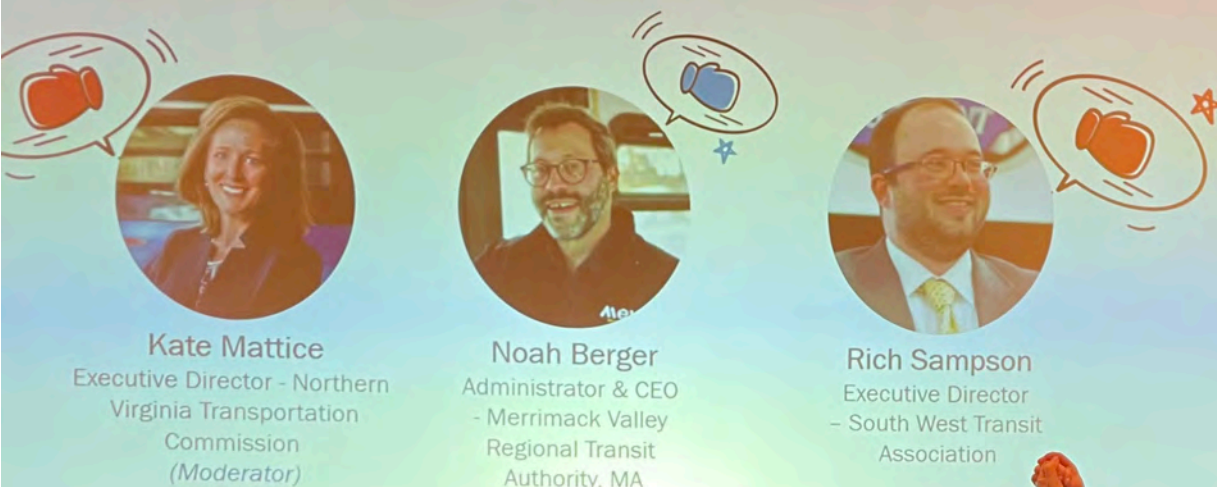 Kate Mattice
Executive Director - Northern
Virginia Transportation
Commission
(Moderator)
Noah Berger
Administrator & CEO
- Merrimack Valley
Regional Transit
Authority, MA
Rich Sampson
Executive Director
– South West Transit
Association